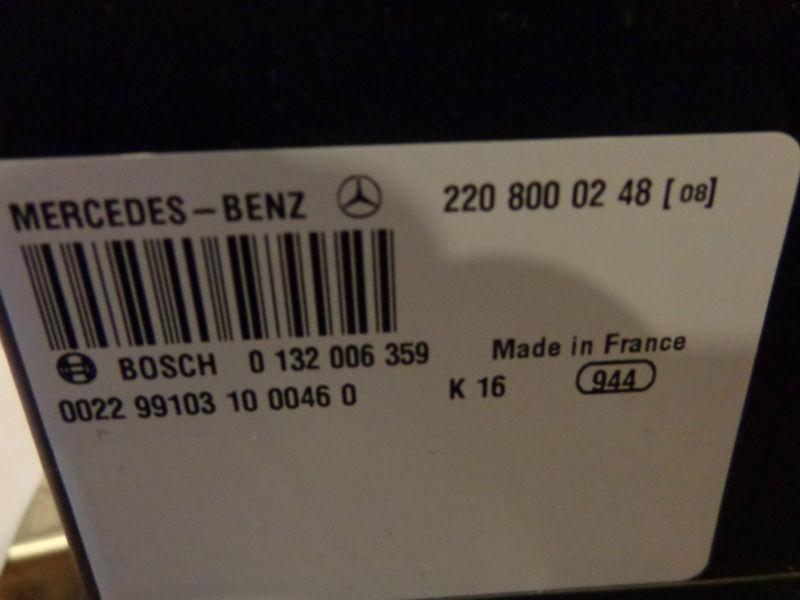 MERCEDES-BENZ 220 800 02 48 [08]
BOSCH 0 132 006 359 Made in France
0022 99103 10 0046 0 K 16 944